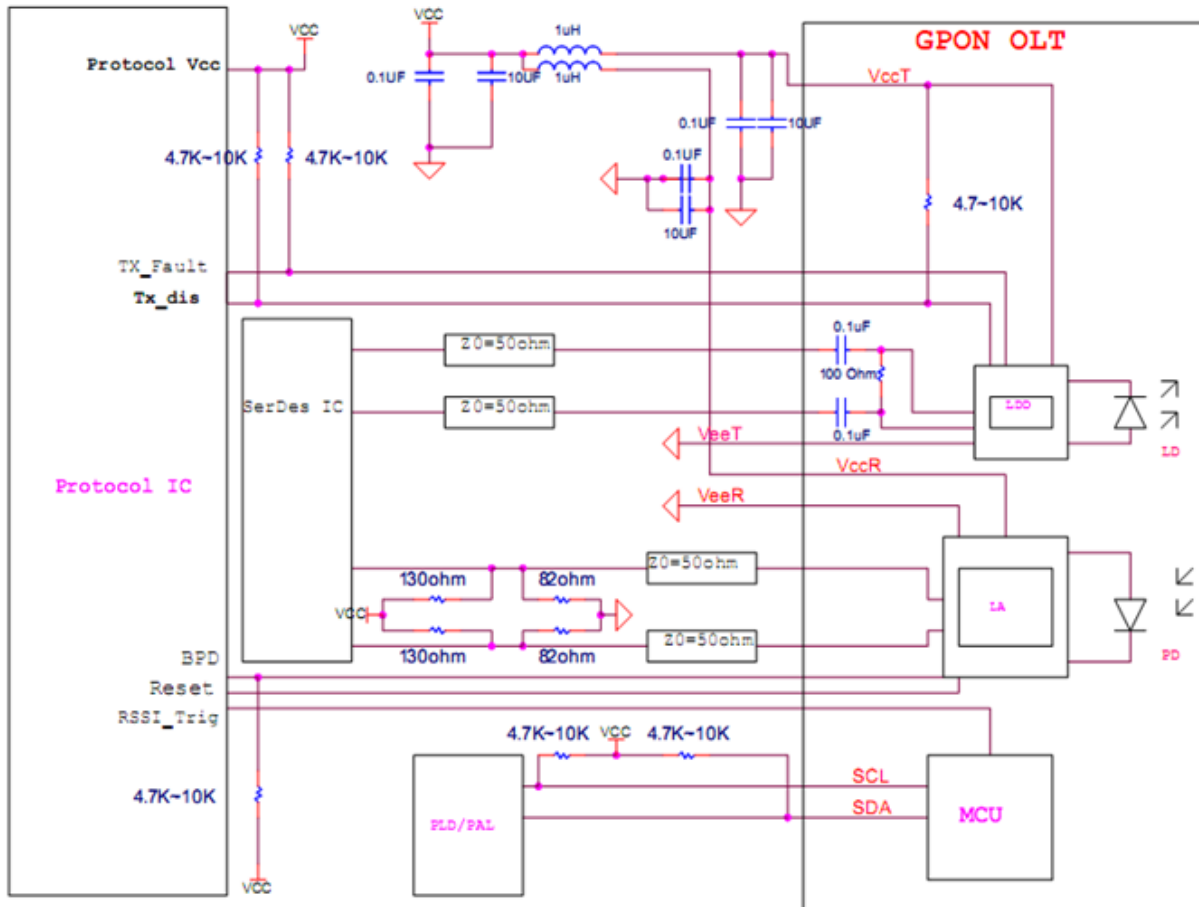 VCC
VCC
1uH
GPON OLT
Protocol Vcc
0.1UF
10UF
1uH
VccT
0.1UF
10UF
4.7K~10K
4.7K~10K
0.1UF
4.7~10K
10UF
TX_Fault
Tx_dis
0.1uF
Z0=50ohm
100 Ohm
SerDes IC
Z0=50ohm
LDD
0.1uF
VeeT
LD
VccR
Protocol IC
VeeR
Z0=50ohm
130ohm
82ohm
VCC
LA
Z0=50ohm
130ohm
82ohm
BPD
PD
Reset
RSSI_Trig
4.7K~10K
VCC
4.7K~10K
SCL
4.7K~10K
SDA
PLD/PAL
MCU
VCC